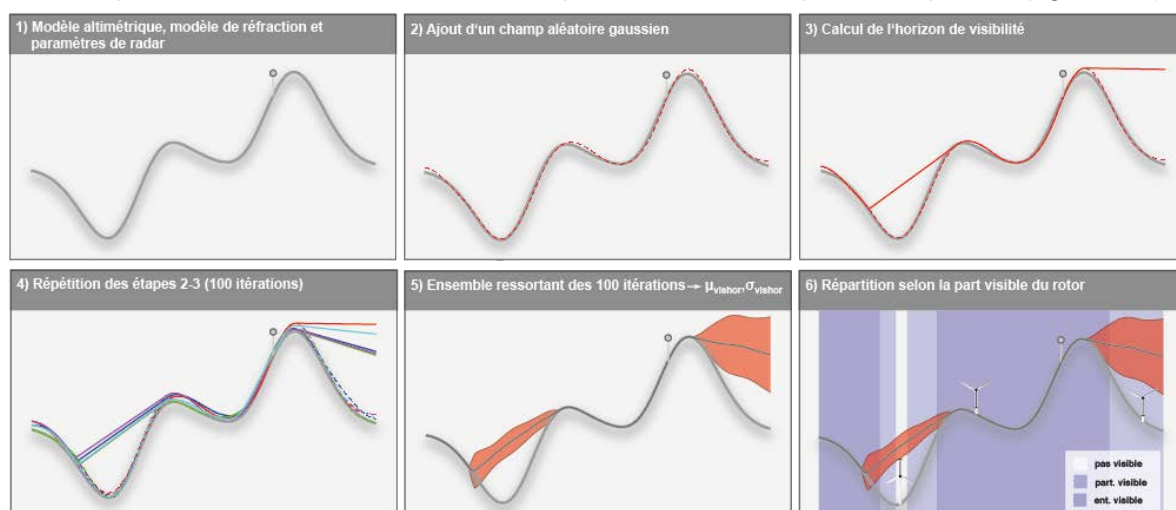 1) Modèle altimétrique, modèle de réfraction et
paramètres de radar
2) Ajout d'un champ aléatoire gaussien
3) Calcul de l'horizon de visibilité
4) Répétition des étapes 2-3 (100 itérations)
5) Ensemble ressortant des 100 itérations → μvishor,σvishor
6) Répartition selon la part visible du rotor
pas visible
part. visible
ent. visible